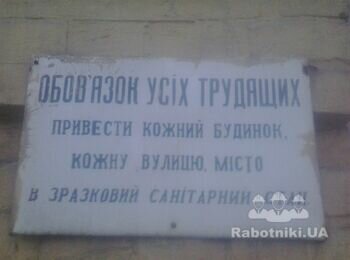 ОБОВ'ЯЗОК УСІХ ТРУДЯЩИХ
ПРИВЕСТИ КОЖНИЙ БУДИНОК,
КОЖНУ ВУЛИЦЮ, МІСТО
В ЗРАЗКОВИЙ САНІТАРНИЙ
Rabotniki.UA